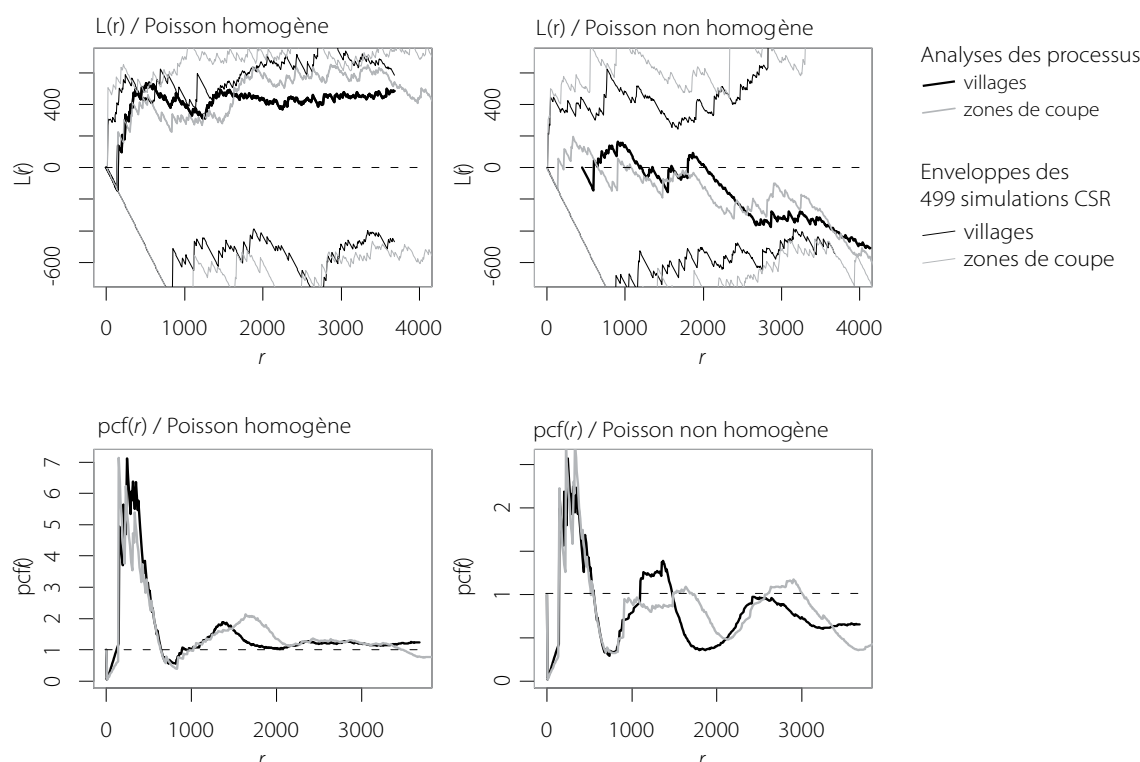 L(r) / Poisson homogène
L(r)
400
0
-600
0 1000 2000 3000 4000
r
L(r) / Poisson non homogène
L(r)
400
0
-600
0 1000 2000 3000 4000
r
Analyses des processus
villages
zones de coupe
Enveloppes des
499 simulations CSR
villages
zones de coupe
pcf(r) / Poisson homogène
pcf()
7
6
5
4
3
2
1
0
0 1000 2000 3000
r
pcf(r) / Poisson non homogène
pcf()
2
1
0
0 1000 2000 3000
r